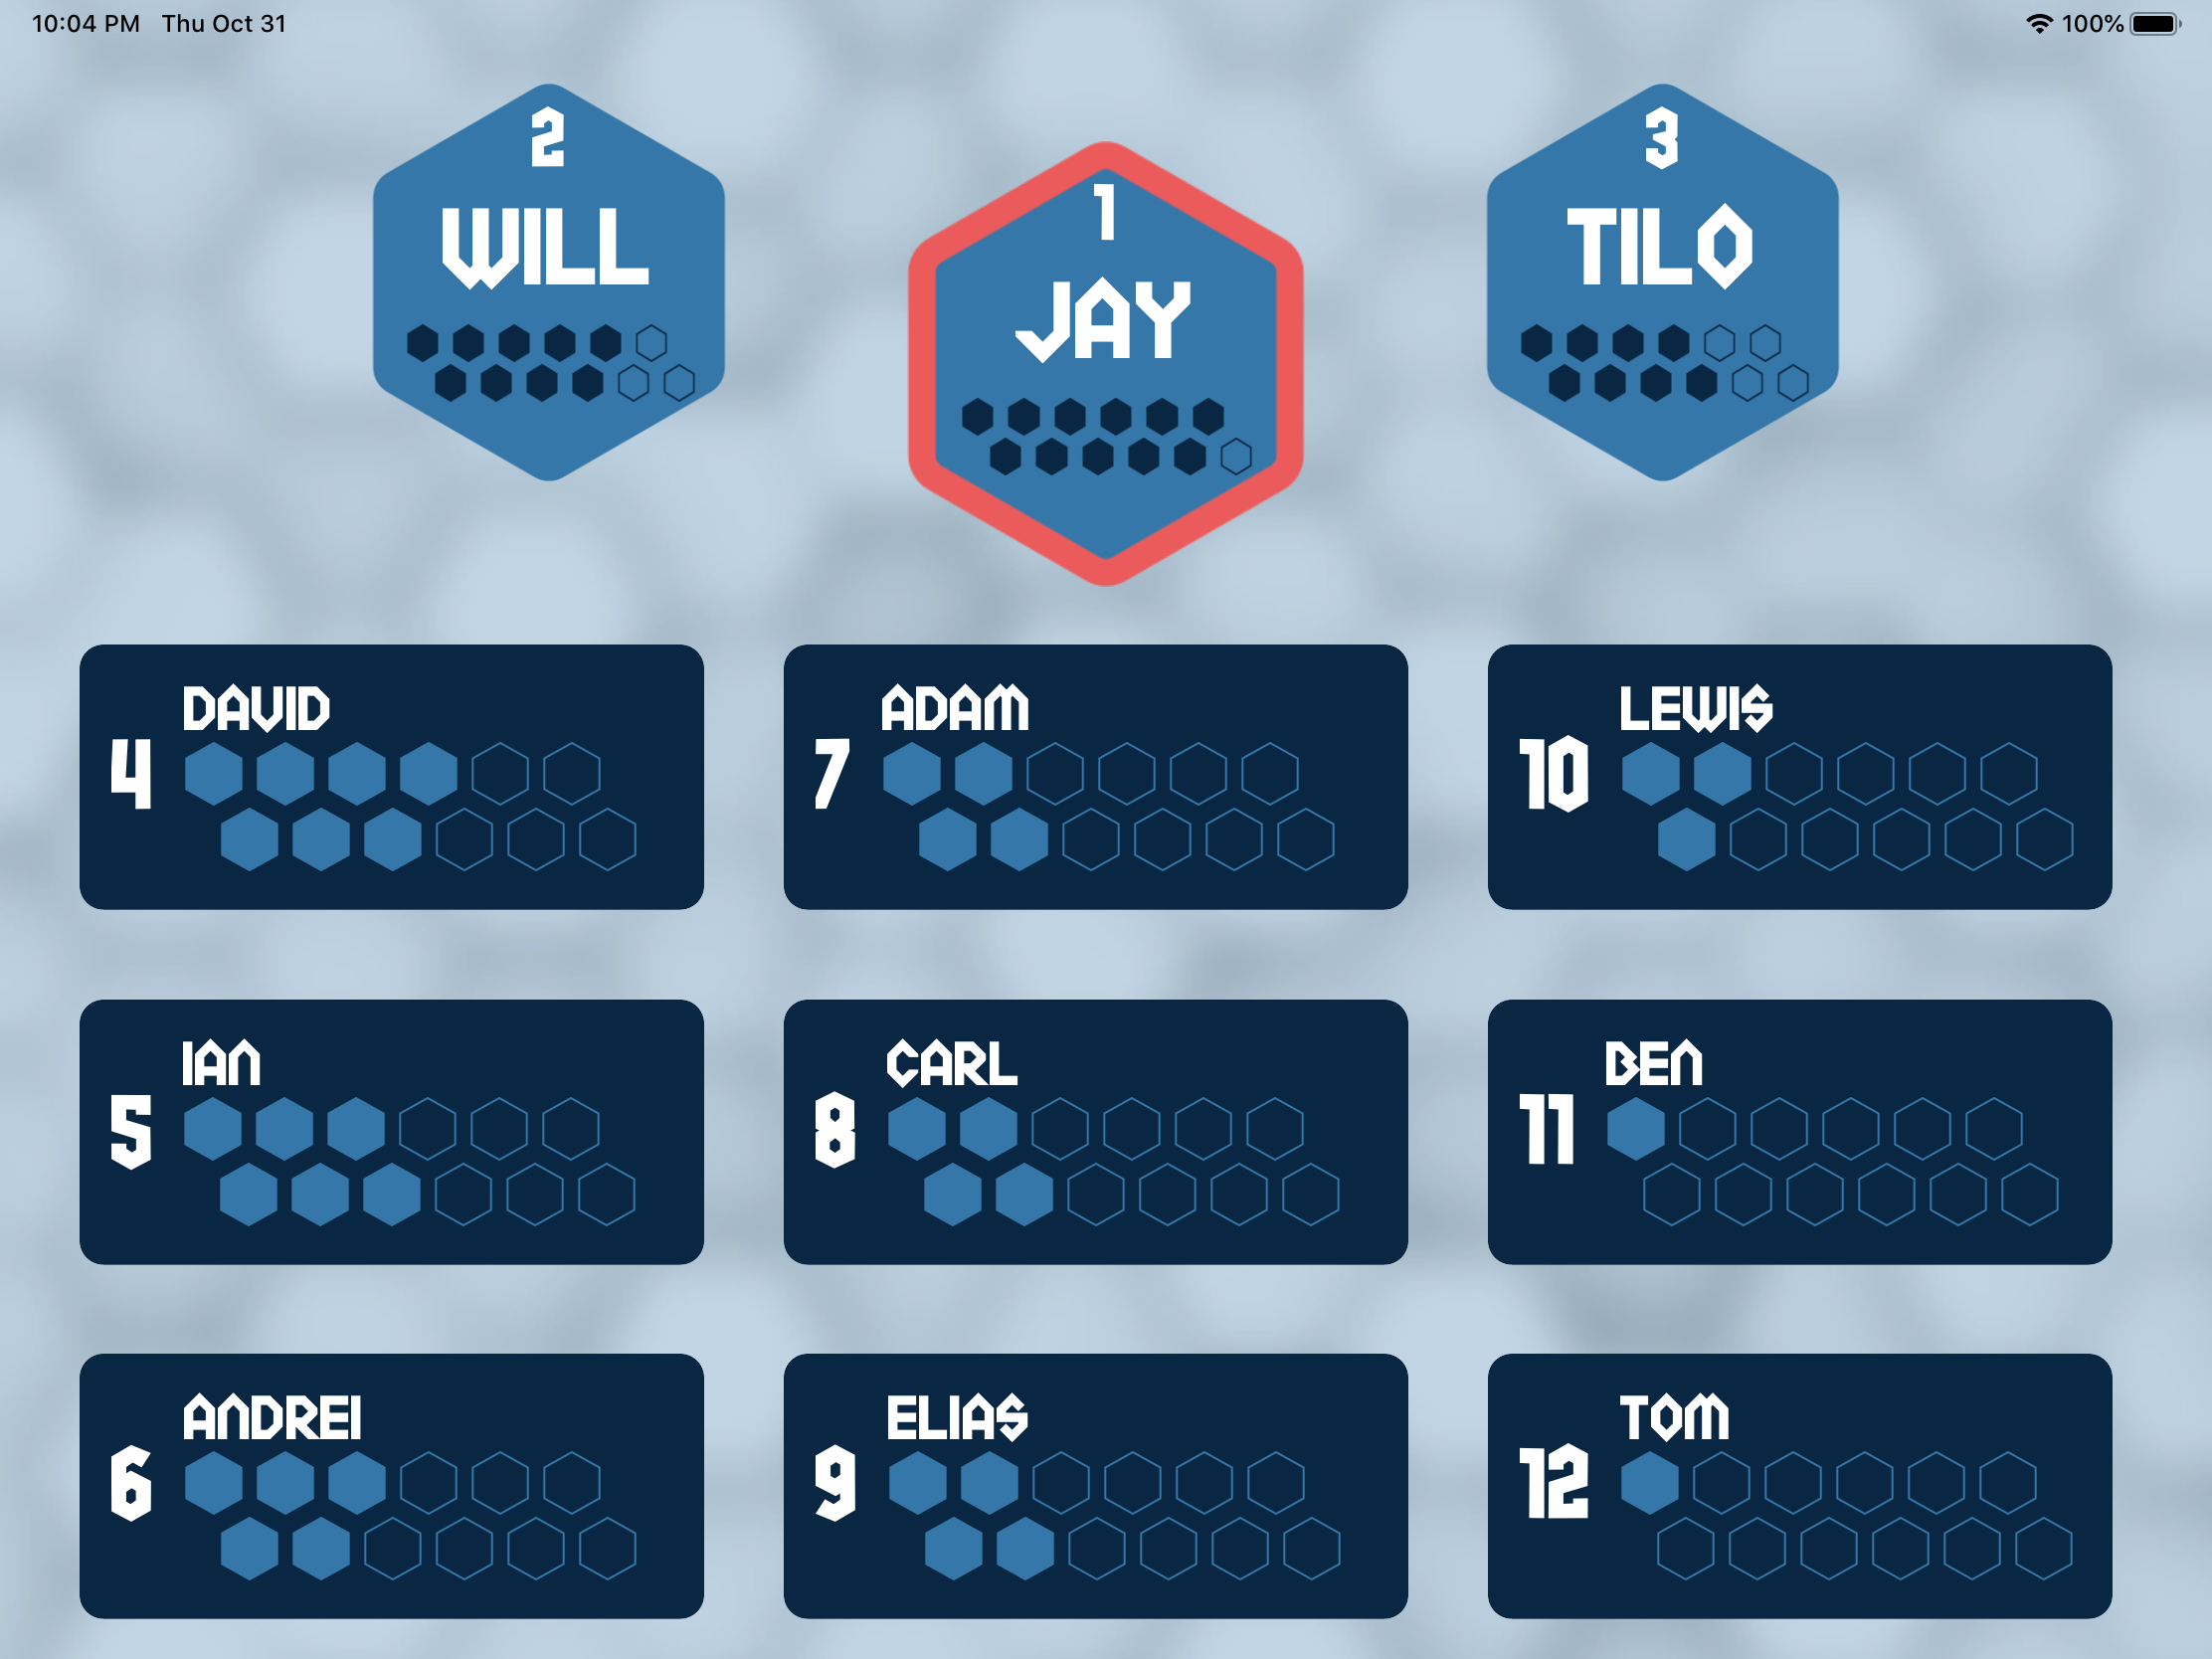 10:04 PM Thu Oct 31
100%
2
WILL
1
JAY
3
TILO
4
DAVID
7
ADAM
10
LEWIS
5
IAN
8
CARL
11
BEN
6
ANDREI
9
ELIAS
12
TOM